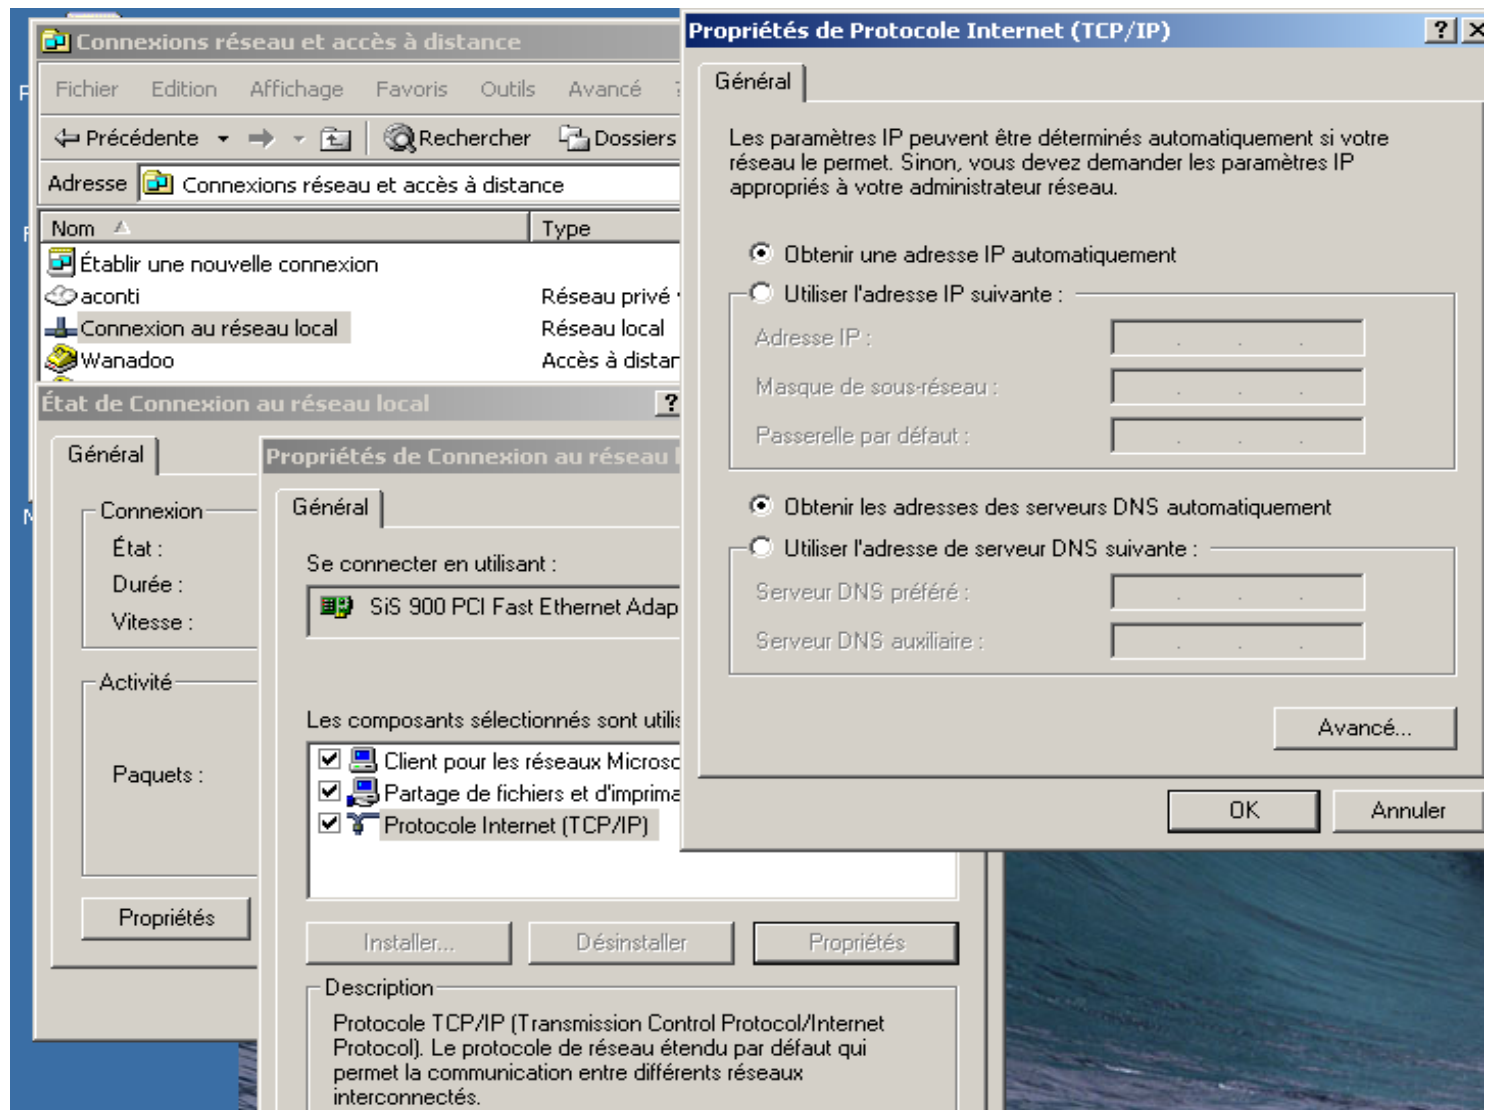 Connexions réseau et accès à distance
Fichier Edition Affichage Favoris Outils Avancé
Précédente Rechercher Dossiers
Adresse Connexions réseau et accès à distance
Nom Type
Établir une nouvelle connexion
aconti Réseau privé
Connexion au réseau local Réseau local
Wanadoo Accès à distan
État de Connexion au réseau local ?
Général
Connexion
État :
Durée :
Vitesse :
Activité
Paquets :
Propriétés
Propriétés de Connexion au réseau l
Général
Se connecter en utilisant :
SiS 900 PCI Fast Ethernet Adap
Les composants sélectionnés sont utilis
Client pour les réseaux Microso
Partage de fichiers et d'imprima
Protocole Internet (TCP/IP)
Installer... Désinstaller Propriétés
Description
Protocole TCP/IP (Transmission Control Protocol/Internet
Protocol). Le protocole de réseau étendu par défaut qui
permet la communication entre différents réseaux
interconnectés.
Propriétés de Protocole Internet (TCP/IP) ? X
Général
Les paramètres IP peuvent être déterminés automatiquement si votre
réseau le permet. Sinon, vous devez demander les paramètres IP
appropriés à votre administrateur réseau.
Obtenir une adresse IP automatiquement
Utiliser l'adresse IP suivante :
Adresse IP :
Masque de sous-réseau :
Passerelle par défaut :
Obtenir les adresses des serveurs DNS automatiquement
Utiliser l'adresse de serveur DNS suivante :
Serveur DNS préféré :
Serveur DNS auxiliaire :
Avancé...
OK Annuler